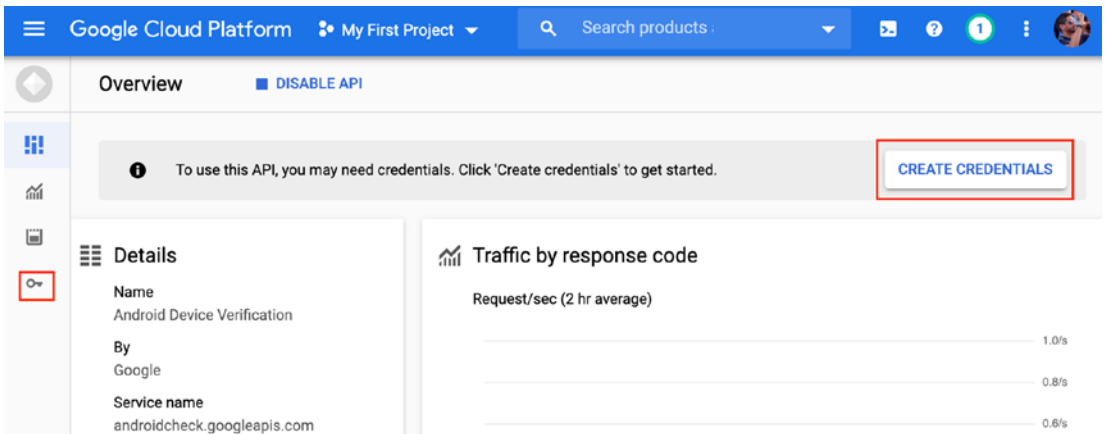 Google Cloud Platform
My First Project
Search products
1
Overview
DISABLE API
To use this API, you may need credentials. Click 'Create credentials' to get started.
CREATE CREDENTIALS
Details
Name
Android Device Verification
By
Google
Service name
androidcheck.googleapis.com
Traffic by response code
Request/sec (2 hr average)
1.0/s
0.8/s
0.6/s